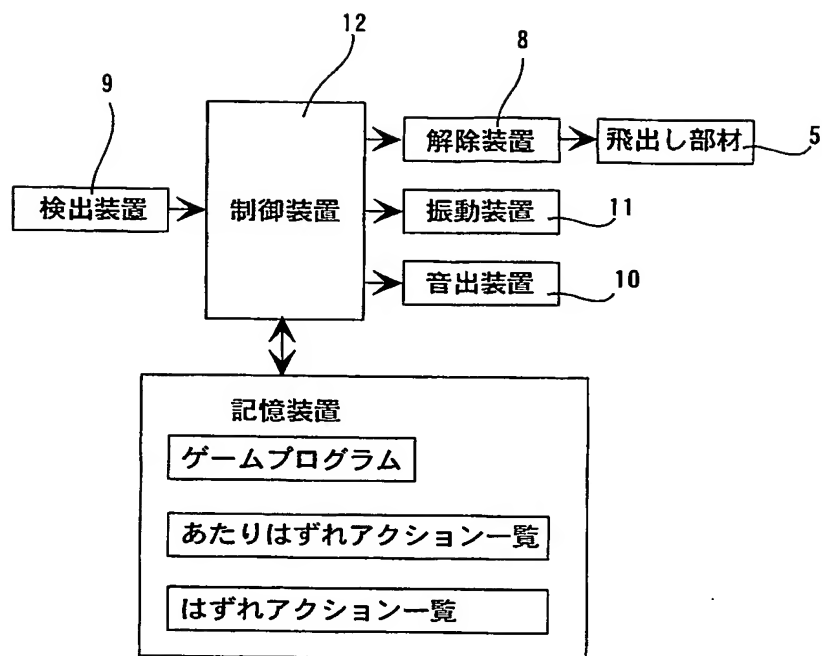 12
8
9
解除装置
飛出し部材
5
検出装置
制御装置
振動装置
11
音出装置
10
記憶装置
ゲームプログラム
あたりはずれアクション一覧
はずれアクション一覧